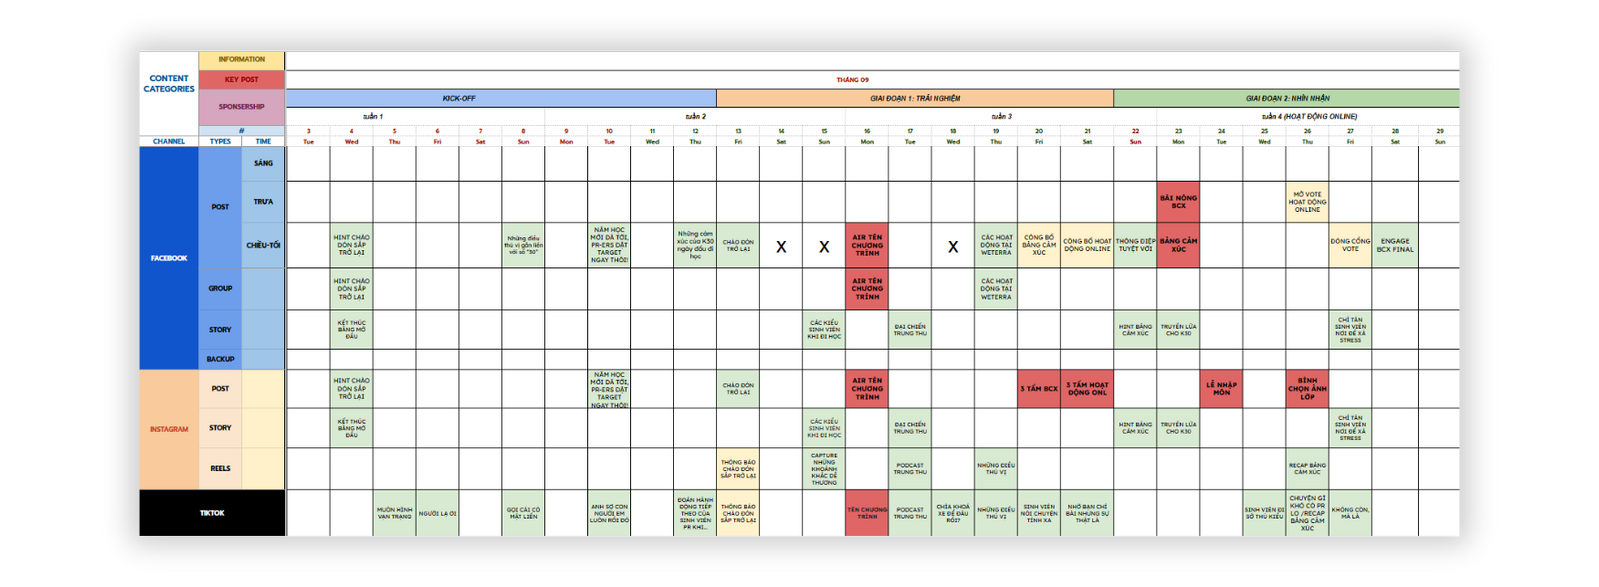 INFORMATION
CONTENT
CATEGORIES
KEY POST
THÁNG 09
SPONSERSHIP
KICK-OFF
GIAI ĐOẠN 1: TRẢI NGHIỆM
GIAI ĐOẠN 2: NHÌN NHẬN
tuần 1
tuần 2
tuần 3
tuần 4 (HOẠT ĐỘNG ONLINE)
#
3 4 5 6 7 8 9 10 11 12 13 14 15 16 17 18 19 20 21 22 23 24 25 26 27 28 29
CHANNEL TYPES TIME Tue Wed Thu Fri Sat Sun Mon Tue Wed Thu Fri Sat Sun Mon Tue Wed Thu Fri Sat Sun Mon Tue Wed Thu Fri Sat Sun
FACEBOOK
POST
SÁNG
TRƯA
BÀI NÓNG
BCX
MỞ VOTE
HOẠT ĐỘNG
ONLINE
CHIỀU-TỐI
HINT CHÀO
ĐÓN SẮP
TRỞ LẠI
Những điều
thú vị gắn liền
với số "30"
NĂM HỌC
MỚI ĐÃ TỚI,
PR-ERS ĐẶT
TARGET
NGAY THÔI!
Những cảm
xúc của K30
ngày đầu đi
học
CHÀO ĐÓN
TRỞ LẠI
X
X
AIR TÊN
CHƯƠNG
TRÌNH
X
CÁC HOẠT
ĐỘNG TẠI
WETERRA
CÔNG BỐ
BẢNG CẢM
XÚC
CÔNG BỐ HOẠT
ĐỘNG ONLINE
THÔNG ĐIỆP
TUYỆT VỜI
BẢNG CẢM
XÚC
ĐÓNG CỔNG
VOTE
ENGAGE
BCX FINAL
GROUP
HINT CHÀO
ĐÓN SẮP
TRỞ LẠI
AIR TÊN
CHƯƠNG
TRÌNH
CÁC HOẠT
ĐỘNG TẠI
WETERRA
STORY
KẾT THÚC
BẰNG MỞ
ĐẦU
CÁC KIỂU
SINH VIÊN
KHI ĐI HỌC
ĐẠI CHIẾN
TRUNG THU
HINT BẢNG
CẢM XÚC
TRUYỀN LỬA
CHO K30
CHỈ TÂN
SINH VIÊN
NƠI ĐỂ XẢ
STRESS
BACKUP
INSTAGRAM
POST
HINT CHÀO
ĐÓN SẮP
TRỞ LẠI
NĂM HỌC
MỚI ĐÃ TỚI,
PR-ERS ĐẶT
TARGET
NGAY THÔI!
CHÀO ĐÓN
TRỞ LẠI
AIR TÊN
CHƯƠNG
TRÌNH
3 TẤM BCX
3 TẤM HOẠT
ĐỘNG ONL
LỄ NHẬP
MÔN
BÌNH
CHỌN ẢNH
LỚP
STORY
KẾT THÚC
BẰNG MỞ
ĐẦU
CÁC KIỂU
SINH VIÊN
KHI ĐI HỌC
ĐẠI CHIẾN
TRUNG THU
HINT BẢNG
CẢM XÚC
TRUYỀN LỬA
CHO K30
CHỈ TÂN
SINH VIÊN
NƠI ĐỂ XẢ
STRESS
REELS
THÔNG BÁO
CHÀO ĐÓN
SẮP TRỞ LẠI
CAPTURE
NHỮNG
KHOẢNH
KHẮC DỄ
THƯƠNG
PODCAST
TRUNG THU
NHỮNG ĐIỀU
THÚ VỊ
RECAP BẢNG
CẢM XÚC
TIKTOK
MUÔN HÌNH
VẠN TRẠNG
NGƯỜI LẠ ƠI
GỌI CÁI CÓ
MẶT LIỀN
ANH SỢ CON
NGƯỜI EM
LUÔN RỒI ĐÓ
ĐOÁN HÀNH
ĐỘNG TIẾP
THEO CỦA
SINH VIÊN
PR KHI...
THÔNG BÁO
CHÀO ĐÓN
SẮP TRỞ LẠI
TÊN CHƯƠNG
TRÌNH
PODCAST
TRUNG THU
CHÌA KHOÁ
XE ĐỂ ĐÂU
RỒI?
NHỮNG ĐIỀU
THÚ VỊ
SINH VIÊN
NÓI CHUYỆN
TÌNH XA
NHỜ BẠN CHỈ
BÀI NHƯNG SỰ
THẬT LÀ
SINH VIÊN ĐI
SỞ THÚ KIỂU
CHUYỆN GÌ
KHÓ CÓ PR
LO /RECAP
BẢNG CẢM
XÚC
KHÔNG CÒN,
MÀ LÀ